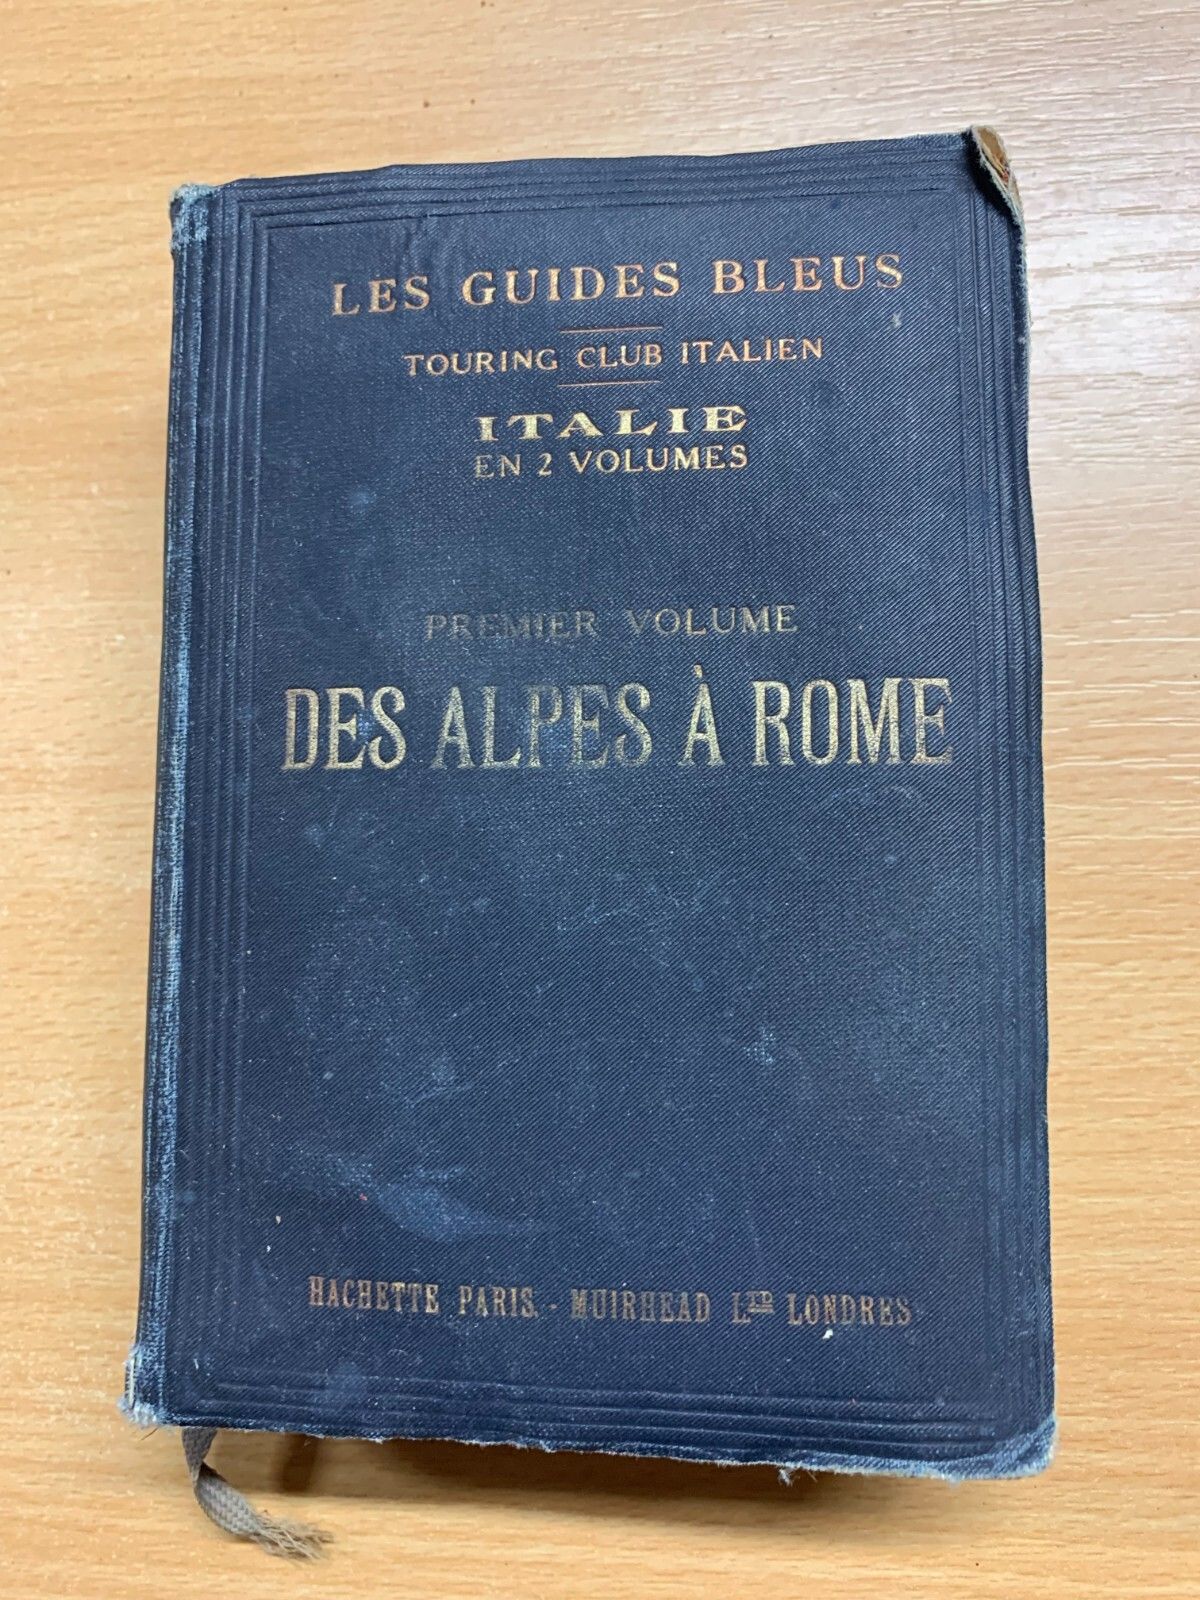 LES GUIDES BLEUS
TOURING CLUB ITALIEN
ITALIE
EN 2 VOLUMES
PREMIER VOLUME
DES ALPES À ROME
HACHETTE PARIS. - MUIRHEAD LTD LONDRES